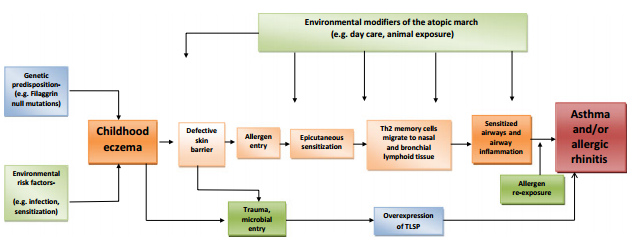 Environmental modifiers of the atopic march
(e.g. day care, animal exposure)
Genetic
predisposition-
(e.g. Filaggrin
null mutations)
Childhood
eczema
Defective
skin
barrier
Allergen
entry
Epicutaneous
sensitization
Th2 memory cells
migrate to nasal
and bronchial
lymphoid tissue
Sensitized
airways and
airway
inflammation
Asthma
and/or
allergic
rhinitis
Environmental
risk factors-
(e.g. infection,
sensitization)
Trauma,
microbial
entry
Overexpression
of TLSP
Allergen
re-exposure